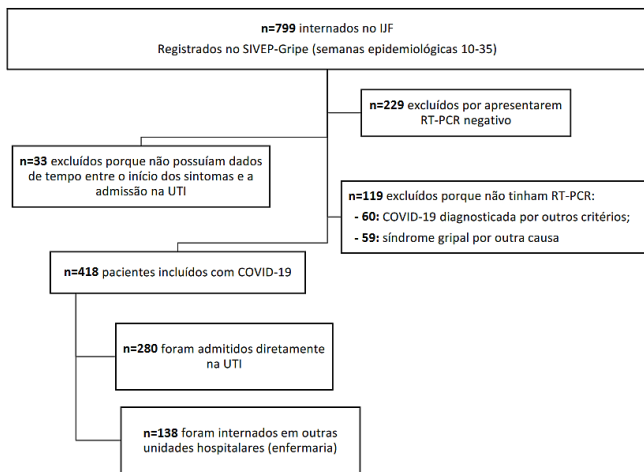 n=799 internados no IJF
Registrados no SIVEP-Gripe (semanas epidemiológicas 10-35)
n=229 excluídos por apresentarem
RT-PCR negativo
n=33 excluídos porque não possuíam dados
de tempo entre o início dos sintomas e a
admissão na UTI
n=119 excluídos porque não tinham RT-PCR:
- 60: COVID-19 diagnosticada por outros critérios;
- 59: síndrome gripal por outra causa
n=418 pacientes incluídos com COVID-19
n=280 foram admitidos diretamente
na UTI
n=138 foram internados em outras
unidades hospitalares (enfermaria)